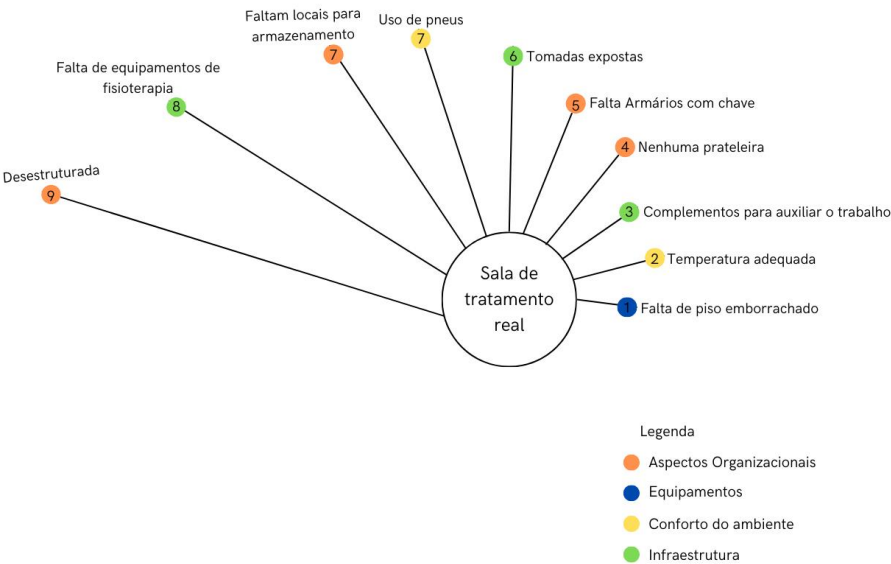 Faltam locais para
armazenamento
7
Uso de pneus
7
6 Tomadas expostas
Falta de equipamentos de
fisioterapia
8
5 Falta Armários com chave
4 Nenhuma prateleira
Desestruturada
9
3 Complementos para auxiliar o trabalho
2 Temperatura adequada
1 Falta de piso emborrachado
Sala de
tratamento
real
Legenda
Aspectos Organizacionais
Equipamentos
Conforto do ambiente
Infraestrutura